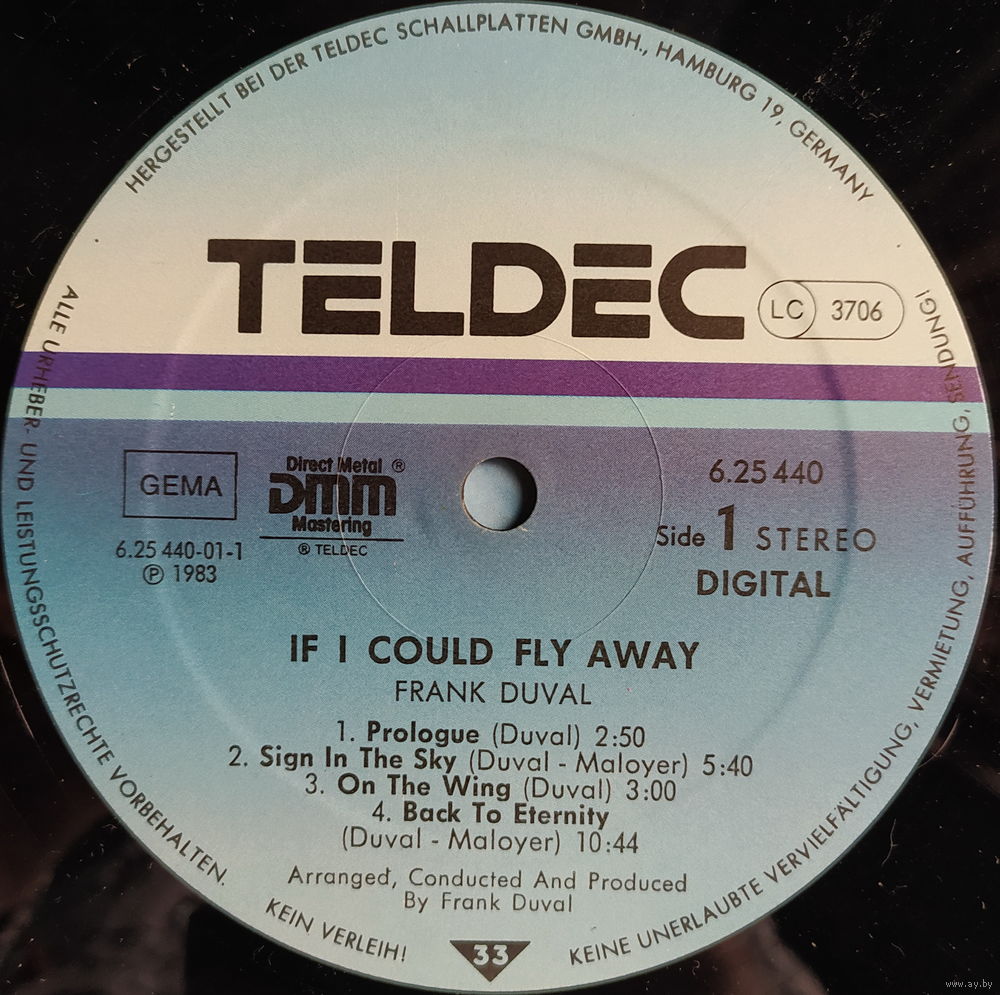 HERGESTELLT BEI DER TELDEC SCHALLPLATTEN GMBH., HAMBURG 19, GERMANY
TELDEC
LC 3706
GEMA
Direct Metal ®
DMM
Mastering
® TELDEC
6.25 440-01-1
℗ 1983
6.25 440
Side 1 STEREO
DIGITAL
IF I COULD FLY AWAY
FRANK DUVAL
1. Prologue (Duval) 2:50
2. Sign In The Sky (Duval - Maloyer) 5:40
3. On The Wing (Duval) 3:00
4. Back To Eternity
(Duval - Maloyer) 10:44
Arranged, Conducted And Produced
By Frank Duval
33
ALLE URHEBER- UND LEISTUNGSSCHUTZRECHTE VORBEHALTEN.
KEIN VERLEIH!
KEINE UNERLAUBTE VERVIELFÄLTIGUNG, VERMIETUNG, AUFFÜHRUNG, SENDUNG!
www.ay.by